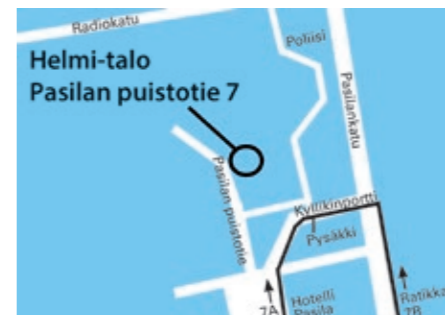 Radiokatu
Poliisi
Helmi-talo
Pasilan puistotie 7
Pasilankatu
Pasilan puistotie
Kyllikinportti
Pysäkki
7A
Hotelli
Pasila
Ratikka
7B